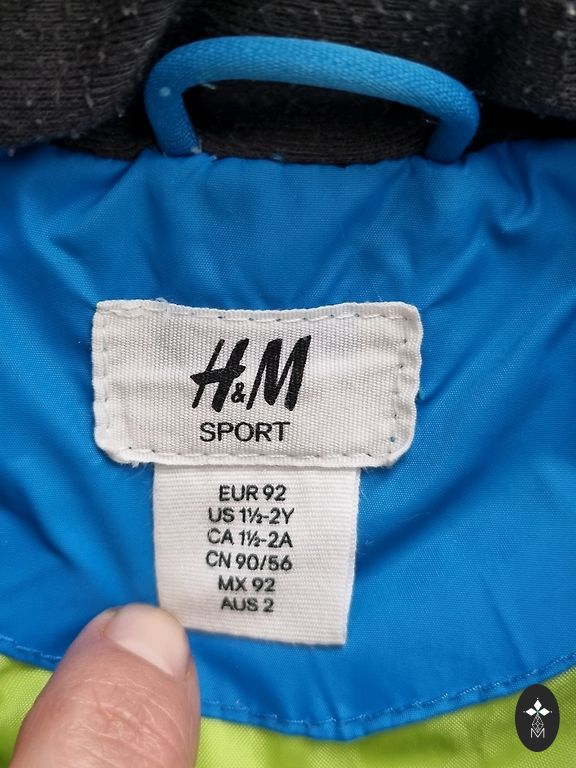 H&M
SPORT
EUR 92
US 1½-2Y
CA 1½-2A
CN 90/56
MX 92
AUS 2
M